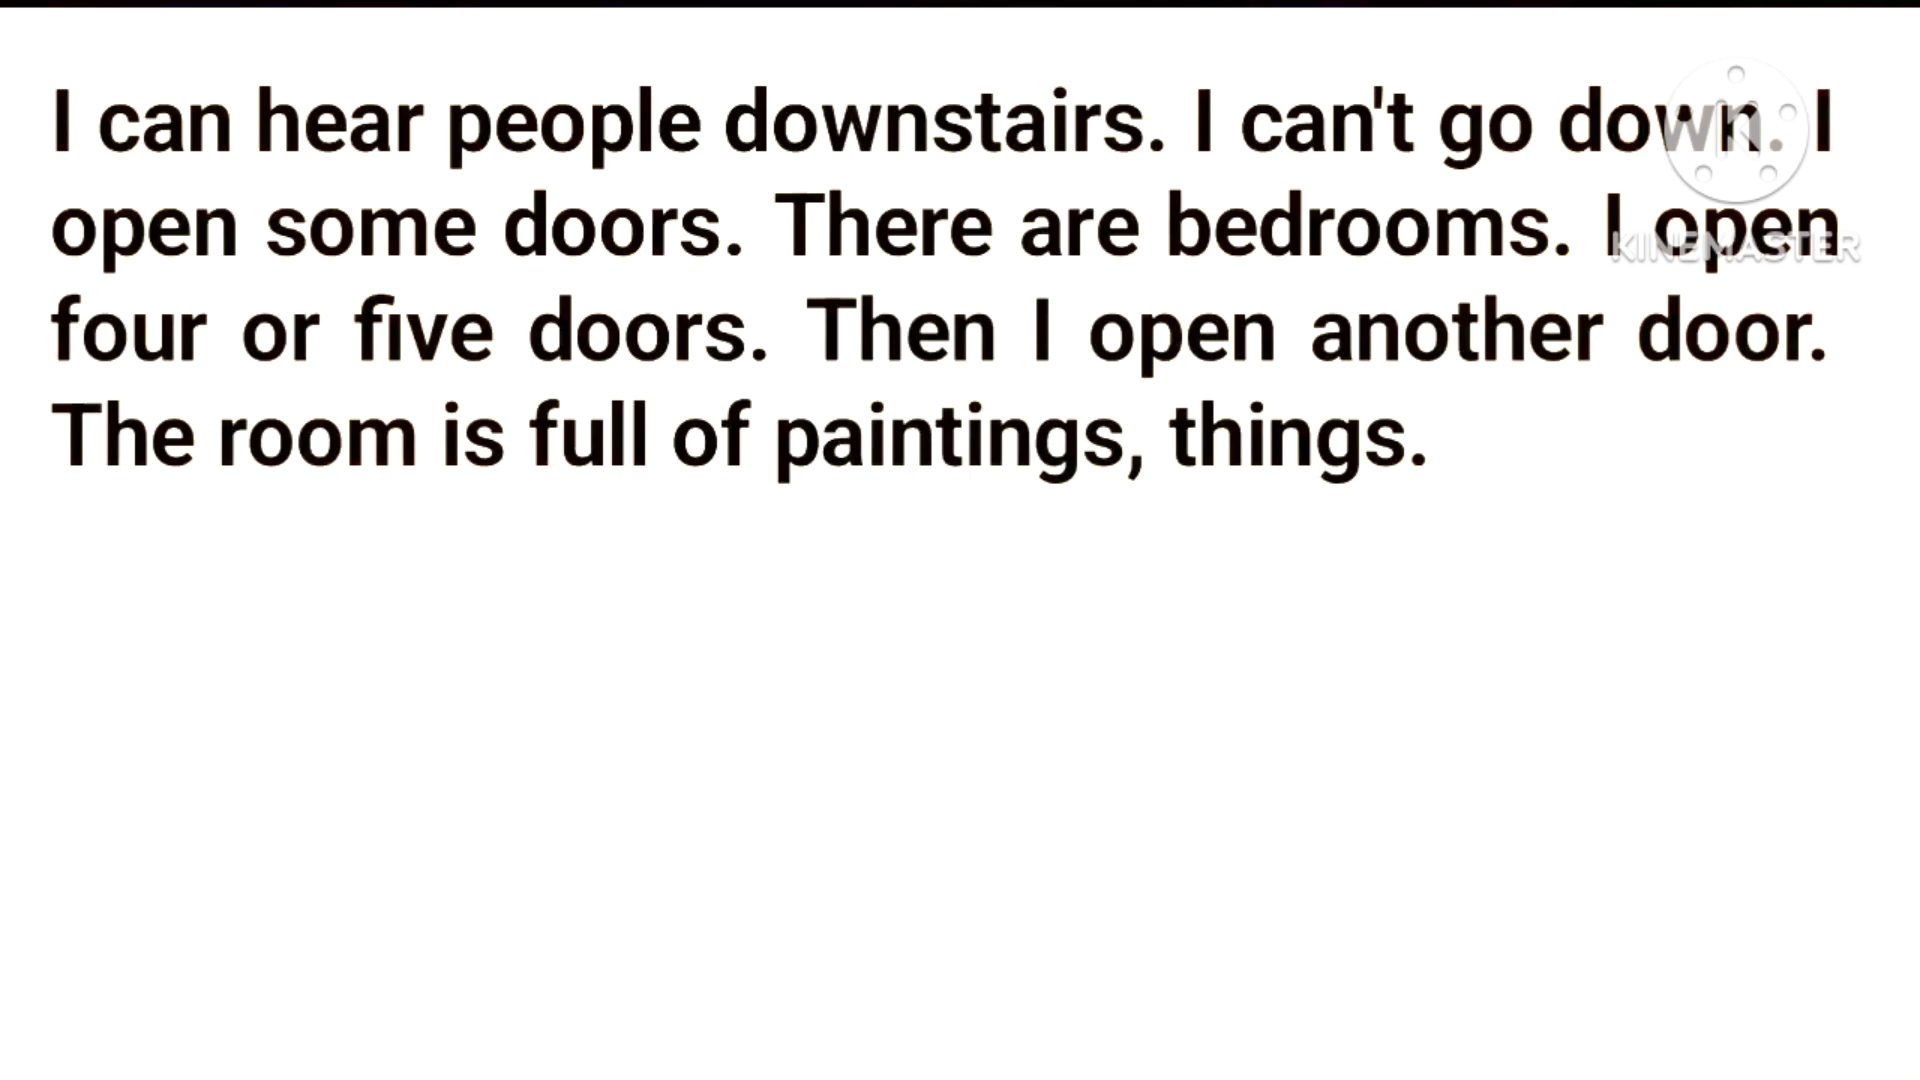 I can hear people downstairs. I can't go down. I
open some doors. There are bedrooms. I open
four or five doors. Then I open another door.
The room is full of paintings, things.
KINEMASTER